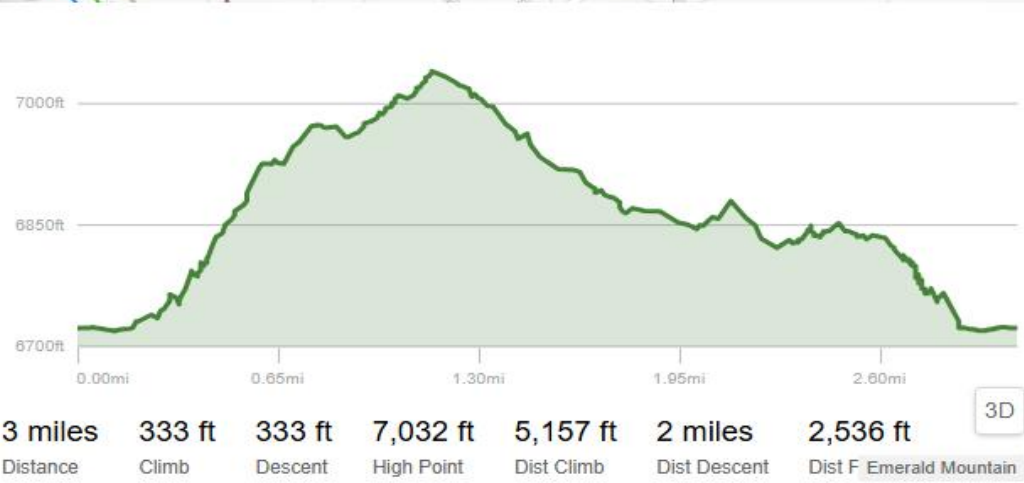 7000ft
6850ft
6700ft
0.00mi 0.65mi 1.30mi 1.95mi 2.60mi
3D
3 miles 333 ft 333 ft 7,032 ft 5,157 ft 2 miles 2,536 ft
Distance Climb Descent High Point Dist Climb Dist Descent Dist F Emerald Mountain